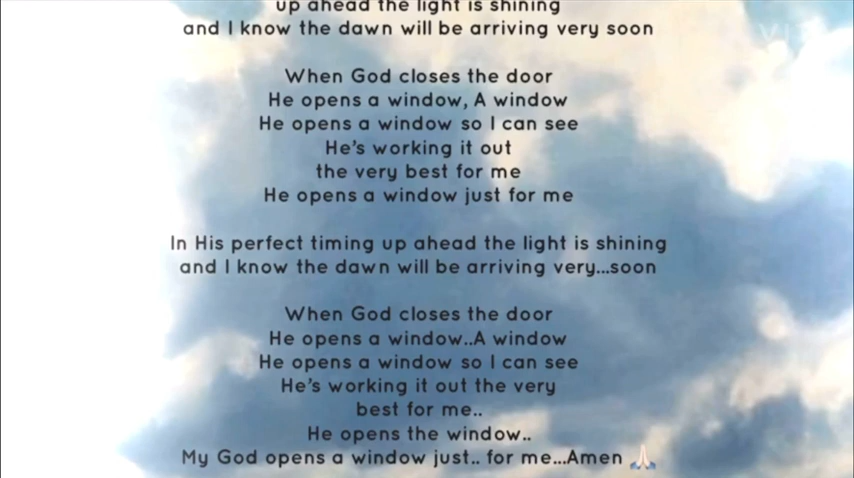 up ahead the light is shining
and I know the dawn will be arriving very soon
When God closes the door
He opens a window, A window
He opens a window so I can see
He's working it out
the very best for me
He opens a window just for me
In His perfect timing up ahead the light is shining
and I know the dawn will be arriving very...soon
When God closes the door
He opens a window..A window
He opens a window so I can see
He's working it out the very
best for me..
He opens the window..
My God opens a window just.. for me...Amen 🙏🏻